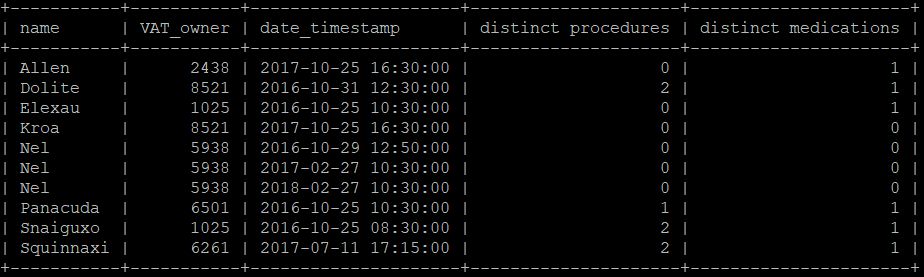 +-----------+-----------+---------------------+---------------------+----------------------+
| name      | VAT_owner | date_timestamp      | distinct procedures | distinct medications |
+-----------+-----------+---------------------+---------------------+----------------------+
| Allen     |      2438 | 2017-10-25 16:30:00 |                   0 |                    1 |
| Dolite    |      8521 | 2016-10-31 12:30:00 |                   2 |                    1 |
| Elexau    |      1025 | 2016-10-25 10:30:00 |                   0 |                    1 |
| Kroa      |      8521 | 2017-10-25 16:30:00 |                   0 |                    0 |
| Nel       |      5938 | 2016-10-29 12:50:00 |                   0 |                    0 |
| Nel       |      5938 | 2017-02-27 10:30:00 |                   0 |                    0 |
| Nel       |      5938 | 2018-02-27 10:30:00 |                   0 |                    0 |
| Panacuda  |      6501 | 2016-10-25 10:30:00 |                   1 |                    1 |
| Snaiguxo  |      1025 | 2016-10-25 08:30:00 |                   2 |                    1 |
| Squinnaxi |      6261 | 2017-07-11 17:15:00 |                   2 |                    1 |
+-----------+-----------+---------------------+---------------------+----------------------+